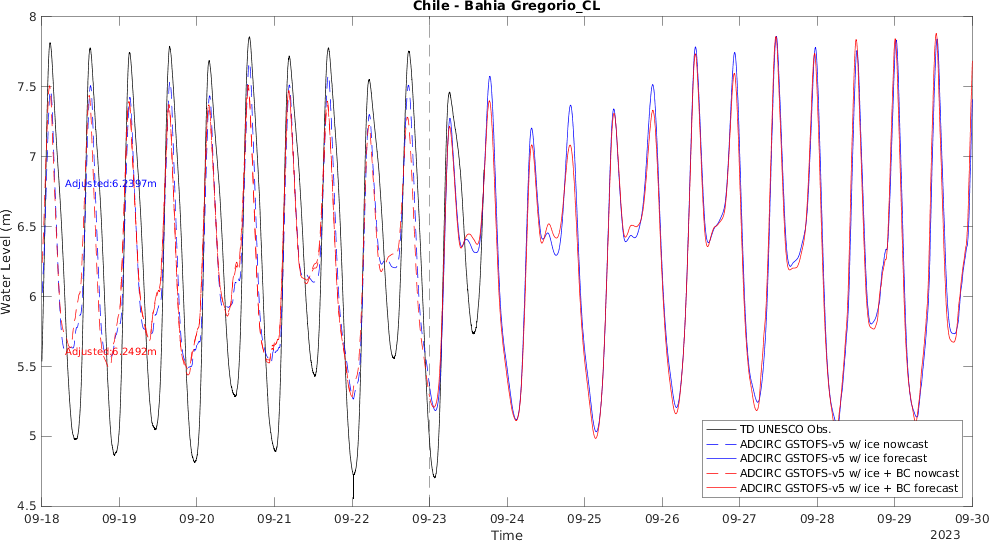 Chile - Bahia Gregorio_CL
8
7.5
7
6.5
6
5.5
5
4.5
Water Level (m)
Adjusted:6.2397m
Adjusted:6.2492m
TD UNESCO Obs.
ADCIRC GSTOFS-v5 w/ ice nowcast
ADCIRC GSTOFS-v5 w/ ice forecast
ADCIRC GSTOFS-v5 w/ ice + BC nowcast
ADCIRC GSTOFS-v5 w/ ice + BC forecast
09-18 09-19 09-20 09-21 09-22 09-23 09-24 09-25 09-26 09-27 09-28 09-29 09-30
Time
2023